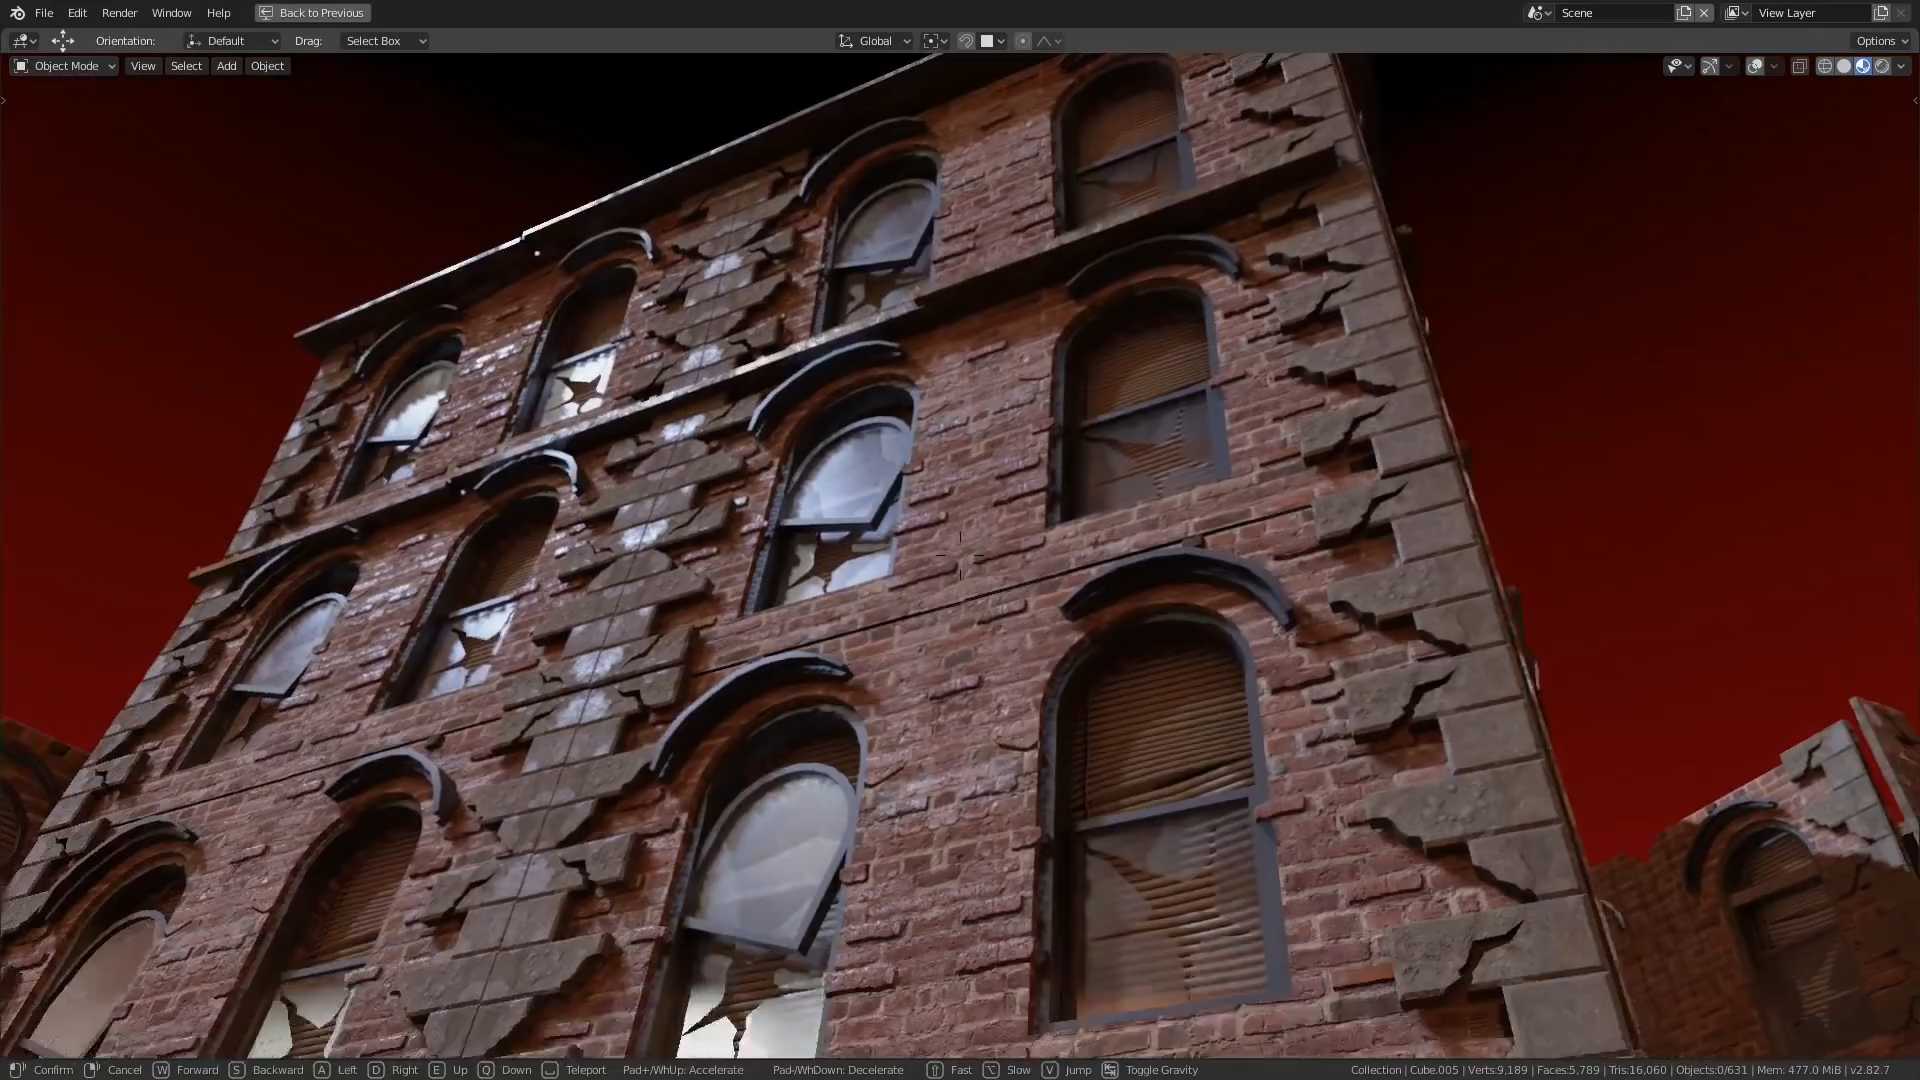 File Edit Render Window Help Back to Previous Scene View Layer
Orientation: Default Drag: Select Box Global Options
Object Mode View Select Add Object
Confirm Cancel W Forward S Backward A Left D Right E Up Q Down Teleport Pad+/WhUp: Accelerate Pad-/WhDown: Decelerate Fast Slow V Jump Toggle Gravity Collection | Cube.005 | Verts:9,189 | Faces:5,789 | Tris:16,060 | Objects:0/631 | Mem: 477.0 MiB | v2.82.7